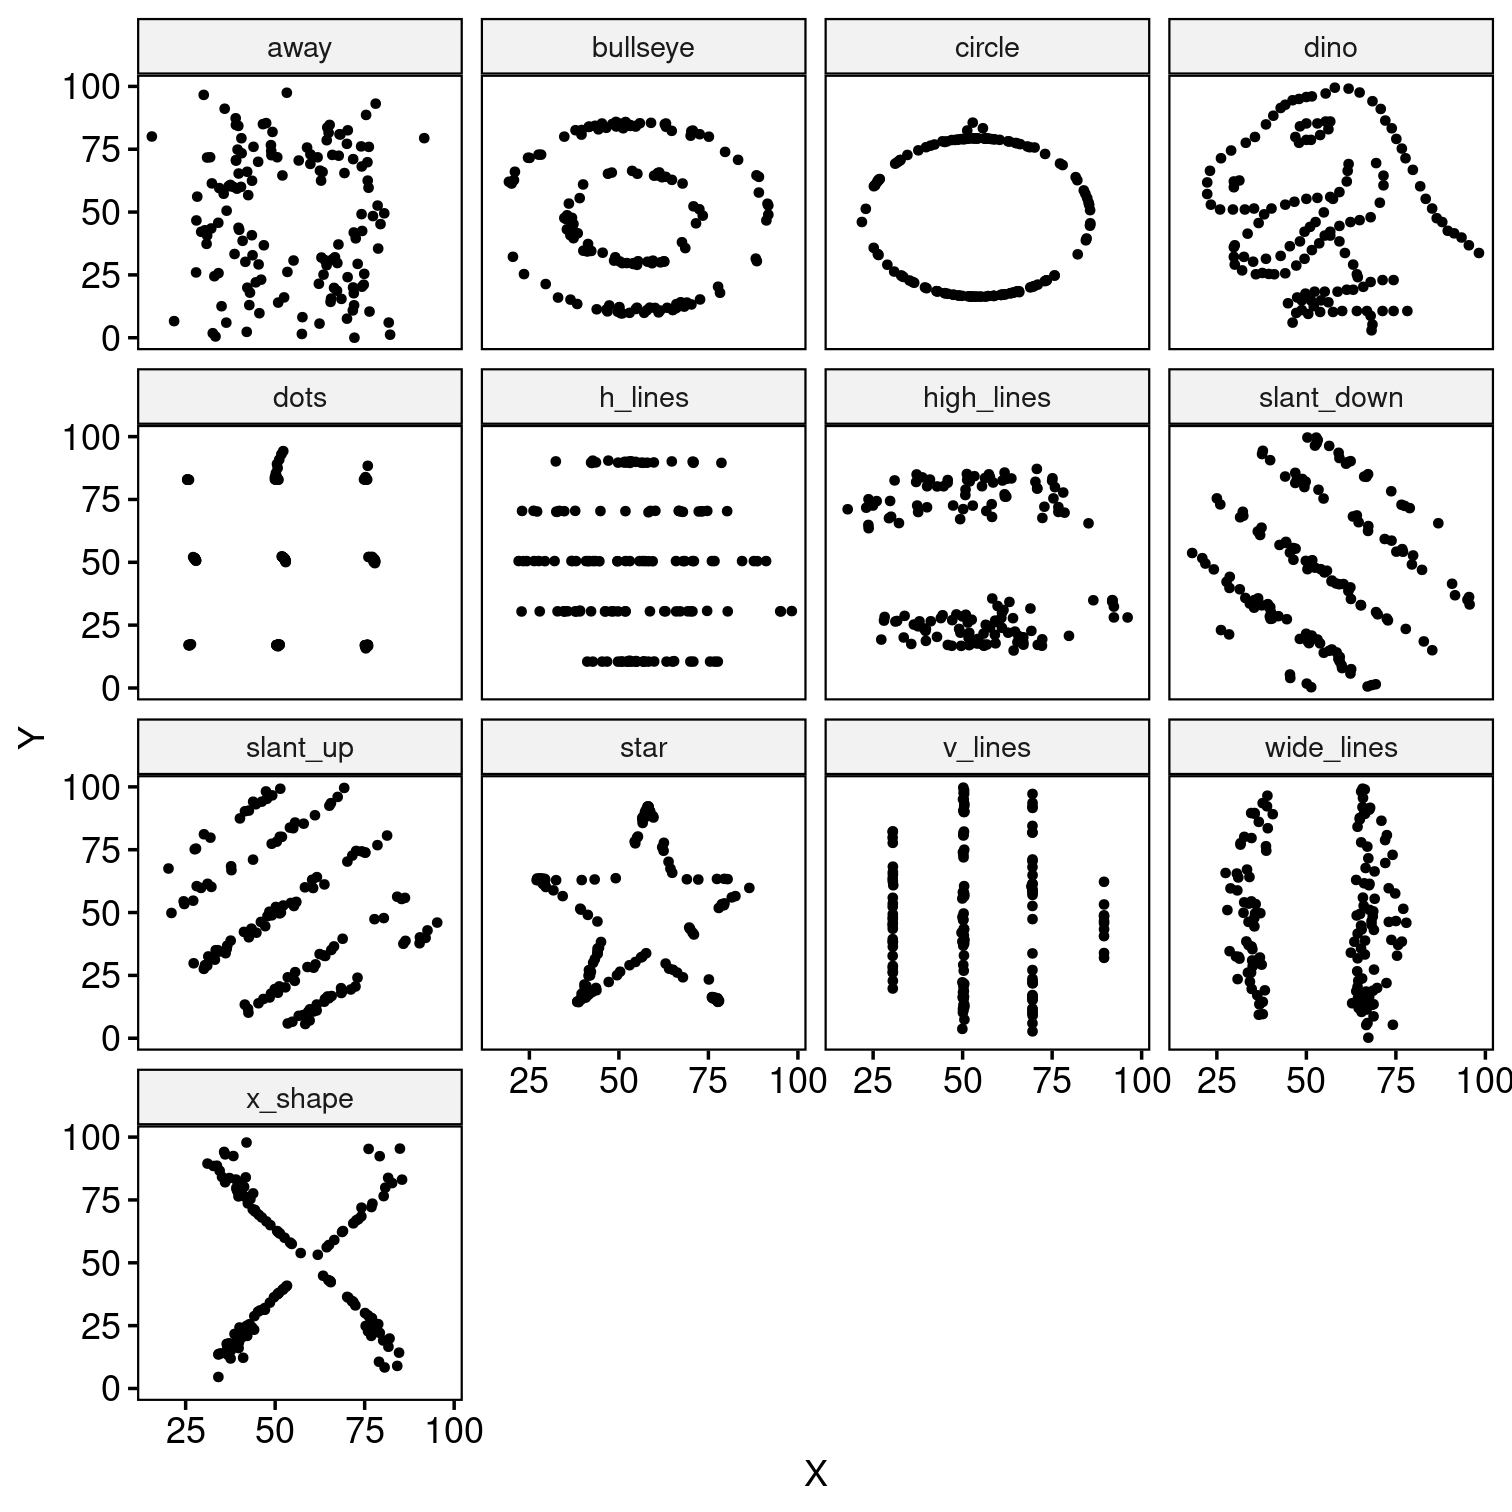 away bullseye circle dino
100
75
50
25
0
dots h_lines high_lines slant_down
100
75
50
25
0
Y
slant_up star v_lines wide_lines
100
75
50
25
0
25 50 75 100 25 50 75 100 25 50 75 100
x_shape
100
75
50
25
0
25 50 75 100
X